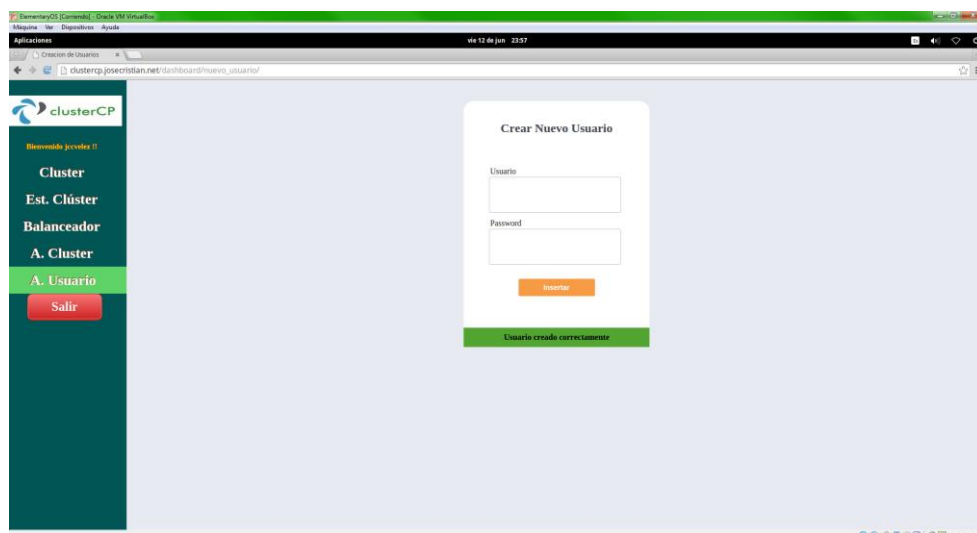 ElementaryOS [Corriendo] - Oracle VM VirtualBox
Máquina Ver Dispositivos Ayuda
Aplicaciones
vie 12 de jun 23:57
Creacion de Usuarios
clustercp.josecristian.net/dashboard/nuevo_usuario/
clusterCP
Bienvenido jccvelez !!
Cluster
Est. Clúster
Balanceador
A. Cluster
A. Usuario
Salir
Crear Nuevo Usuario
Usuario
Password
Insertar
Usuario creado correctamente